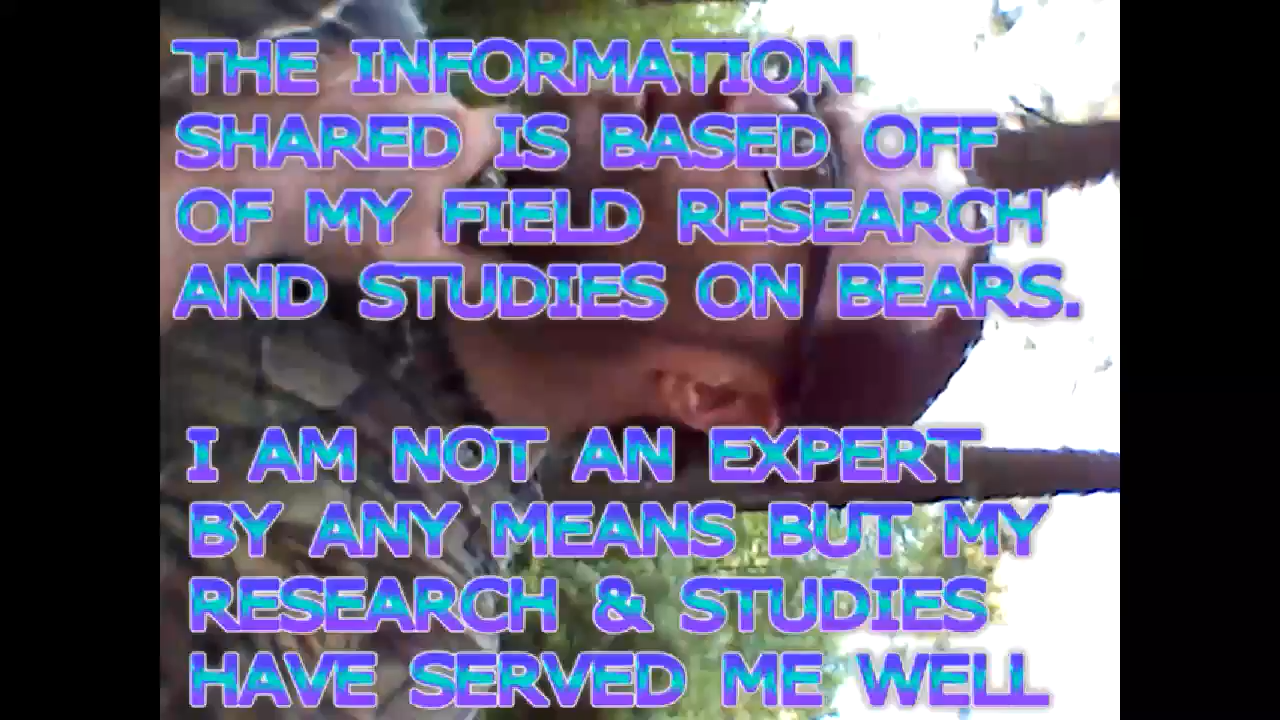 THE INFORMATION
SHARED IS BASED OFF
OF MY FIELD RESEARCH
AND STUDIES ON BEARS.
I AM NOT AN EXPERT
BY ANY MEANS BUT MY
RESEARCH & STUDIES
HAVE SERVED ME WELL